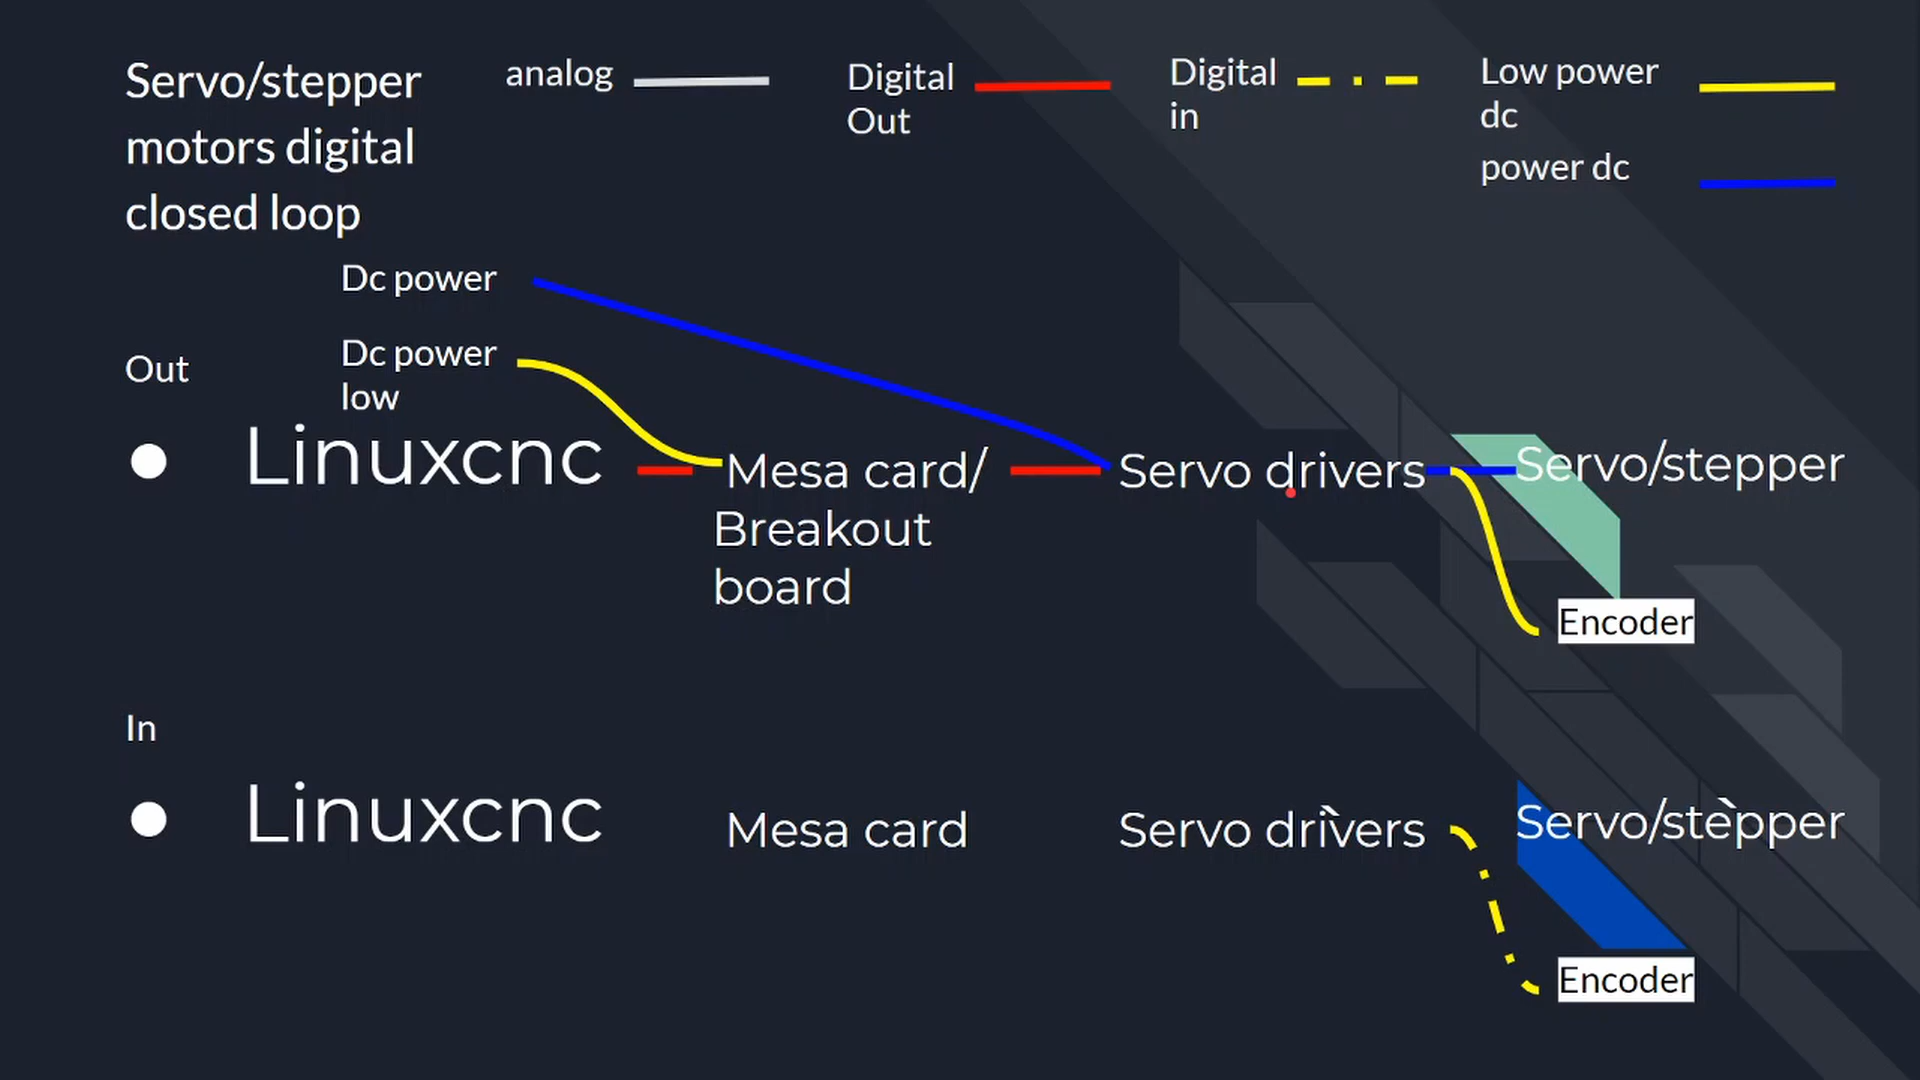 Servo/stepper
motors digital
closed loop
analog
Digital
Out
Digital
in
Low power
dc
power dc
Dc power
Dc power
low
Out
Linuxcnc
Mesa card/
Breakout
board
Servo drivers
Servo/stepper
Encoder
In
Linuxcnc
Mesa card
Servo drivers
Servo/stepper
Encoder